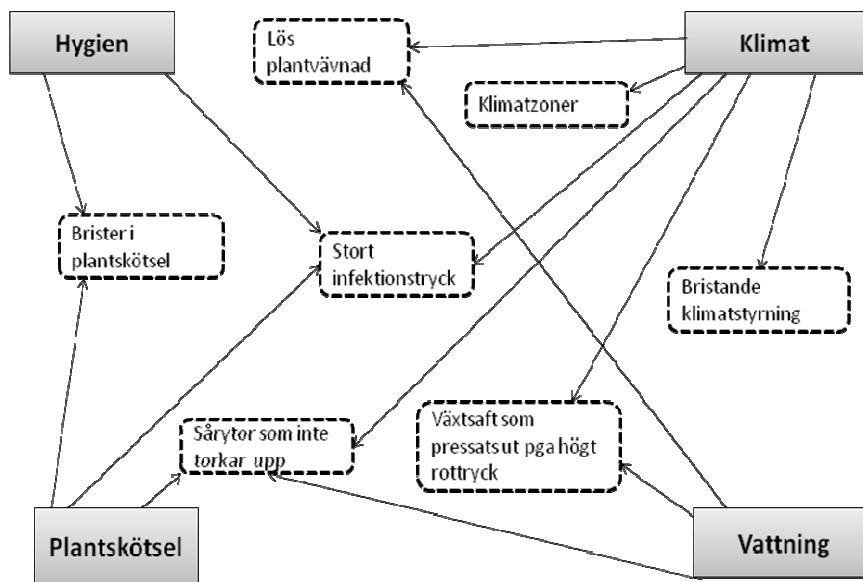 Hygien
Lös
plantvävnad
Klimat
Klimatzoner
Brister i
plantskötsel
Stort
infektionstryck
Bristande
klimatstyrning
Sårytor som inte
torkar upp
Växtsaft som
pressats ut pga högt
rottryck
Plantskötsel
Vattning